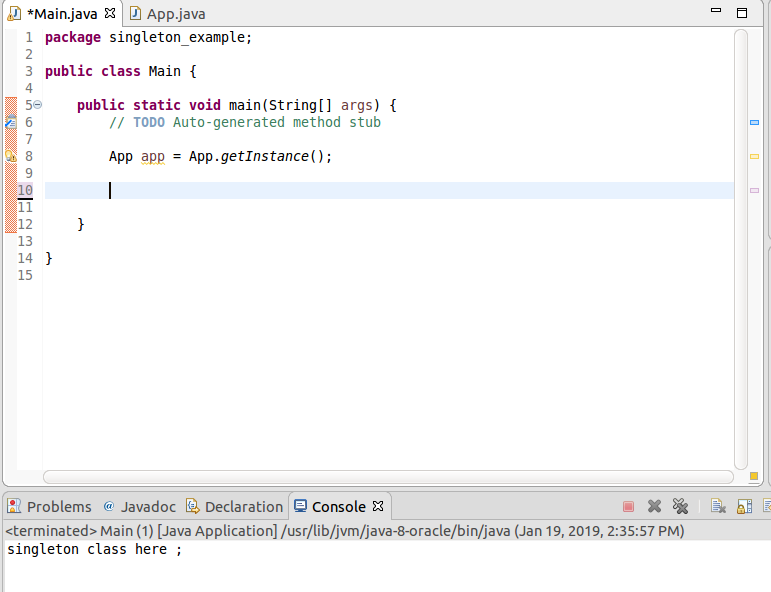 *Main.java App.java
1 package singleton_example;
2
3 public class Main {
4
5 public static void main(String[] args) {
6 // TODO Auto-generated method stub
7
8 App app = App.getInstance();
9
10
11
12 }
13
14 }
15
Problems @ Javadoc Declaration Console
<terminated> Main (1) [Java Application] /usr/lib/jvm/java-8-oracle/bin/java (Jan 19, 2019, 2:35:57 PM)
singleton class here ;